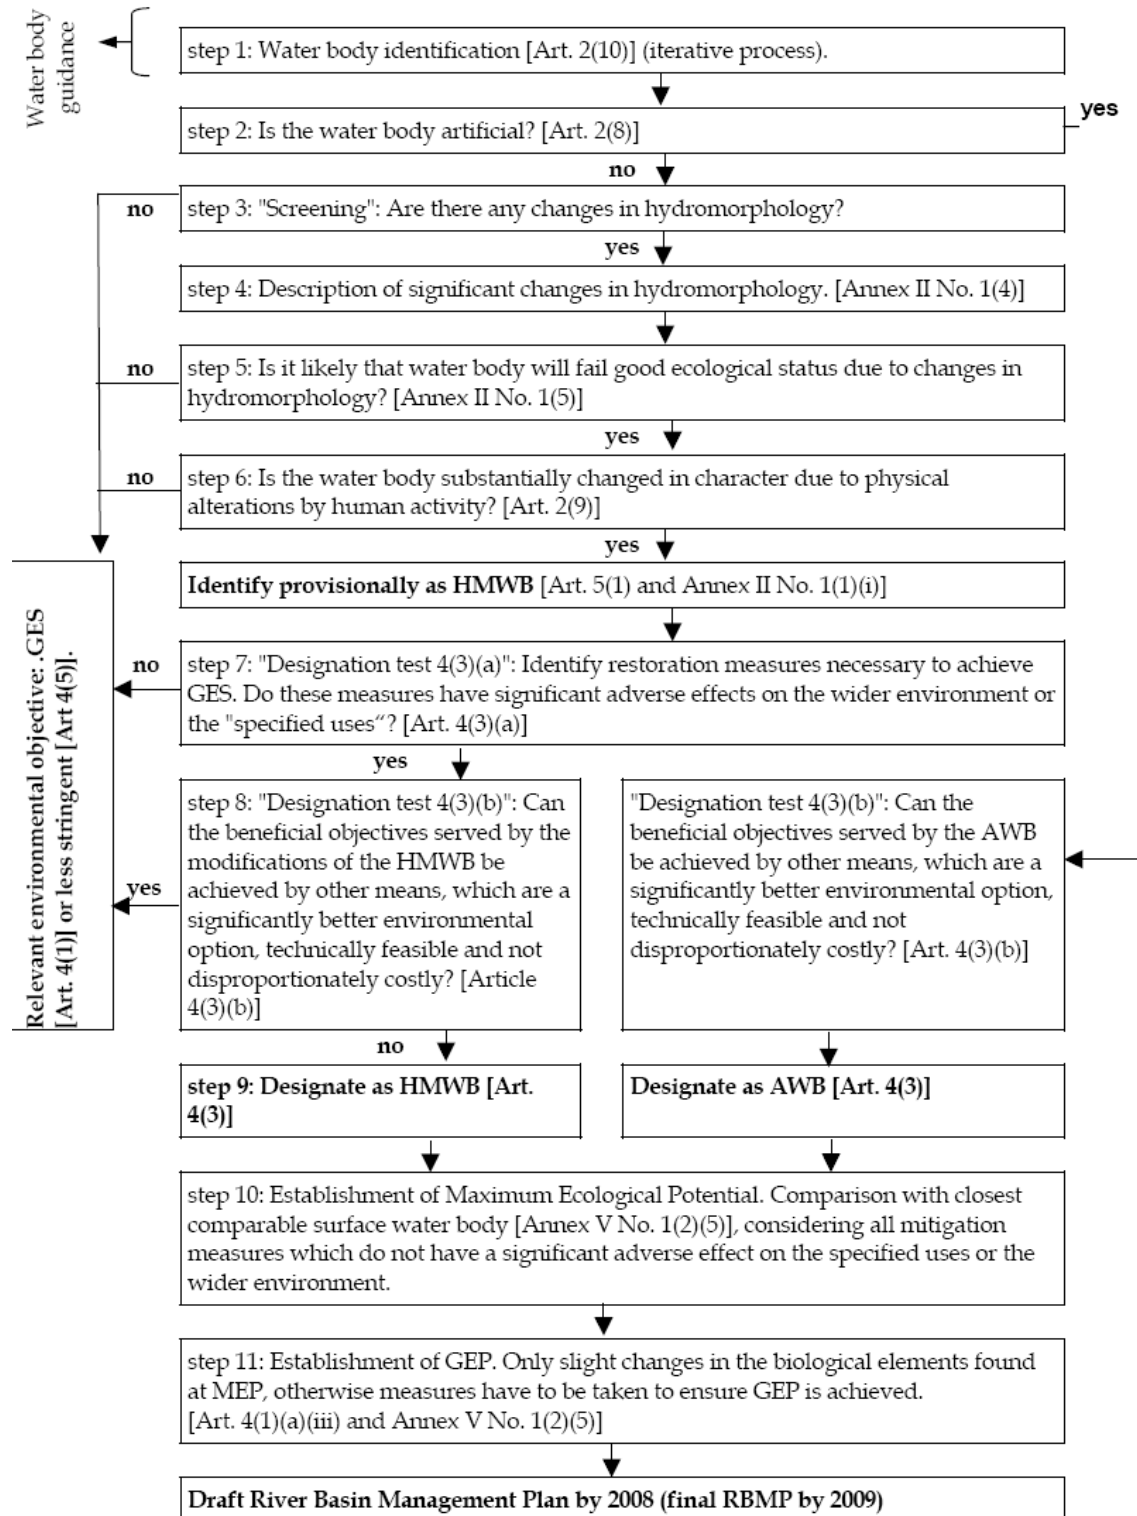 Water body
guidance
step 1: Water body identification [Art. 2(10)] (iterative process).
step 2: Is the water body artificial? [Art. 2(8)]
yes
no
no
step 3: "Screening": Are there any changes in hydromorphology?
yes
step 4: Description of significant changes in hydromorphology. [Annex II No. 1(4)]
no
step 5: Is it likely that water body will fail good ecological status due to changes in
hydromorphology? [Annex II No. 1(5)]
yes
no
step 6: Is the water body substantially changed in character due to physical
alterations by human activity? [Art. 2(9)]
yes
Identify provisionally as HMWB [Art. 5(1) and Annex II No. 1(1)(i)]
Relevant environmental objective:.GES
[Art. 4(1)] or less stringent [Art 4(5)].
no
step 7: "Designation test 4(3)(a)": Identify restoration measures necessary to achieve
GES. Do these measures have significant adverse effects on the wider environment or
the "specified uses“? [Art. 4(3)(a)]
yes
yes
step 8: "Designation test 4(3)(b)": Can
the beneficial objectives served by the
modifications of the HMWB be
achieved by other means, which are a
significantly better environmental
option, technically feasible and not
disproportionately costly? [Article
4(3)(b)]
"Designation test 4(3)(b)": Can the
beneficial objectives served by the AWB
be achieved by other means, which are a
significantly better environmental option,
technically feasible and not
disproportionately costly? [Art. 4(3)(b)]
no
step 9: Designate as HMWB [Art.
4(3)]
Designate as AWB [Art. 4(3)]
step 10: Establishment of Maximum Ecological Potential. Comparison with closest
comparable surface water body [Annex V No. 1(2)(5)], considering all mitigation
measures which do not have a significant adverse effect on the specified uses or the
wider environment.
step 11: Establishment of GEP. Only slight changes in the biological elements found
at MEP, otherwise measures have to be taken to ensure GEP is achieved.
[Art. 4(1)(a)(iii) and Annex V No. 1(2)(5)]
Draft River Basin Management Plan by 2008 (final RBMP by 2009)